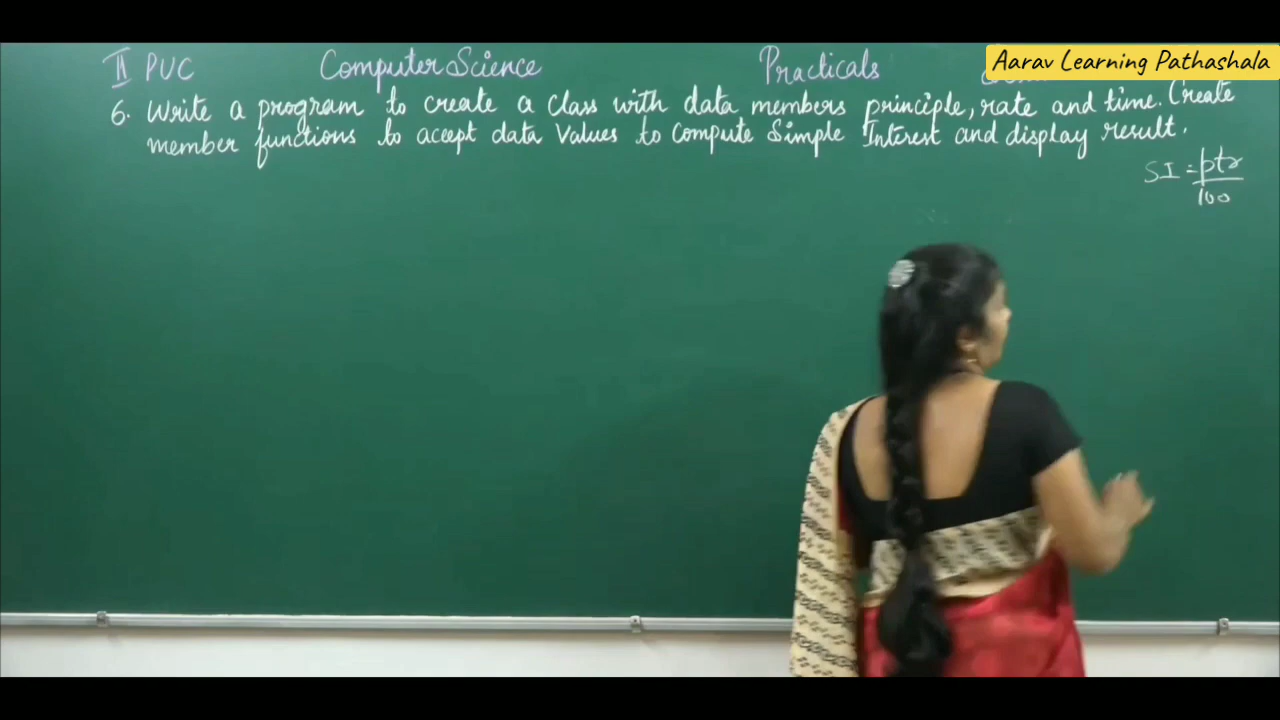 II PUC Computer Science Practicals
Aarav Learning Pathashala
6. Write a program to create a class with data members principle, rate and time. Create
member functions to accept data values to compute Simple Interest and display result.
SI = ptr
100